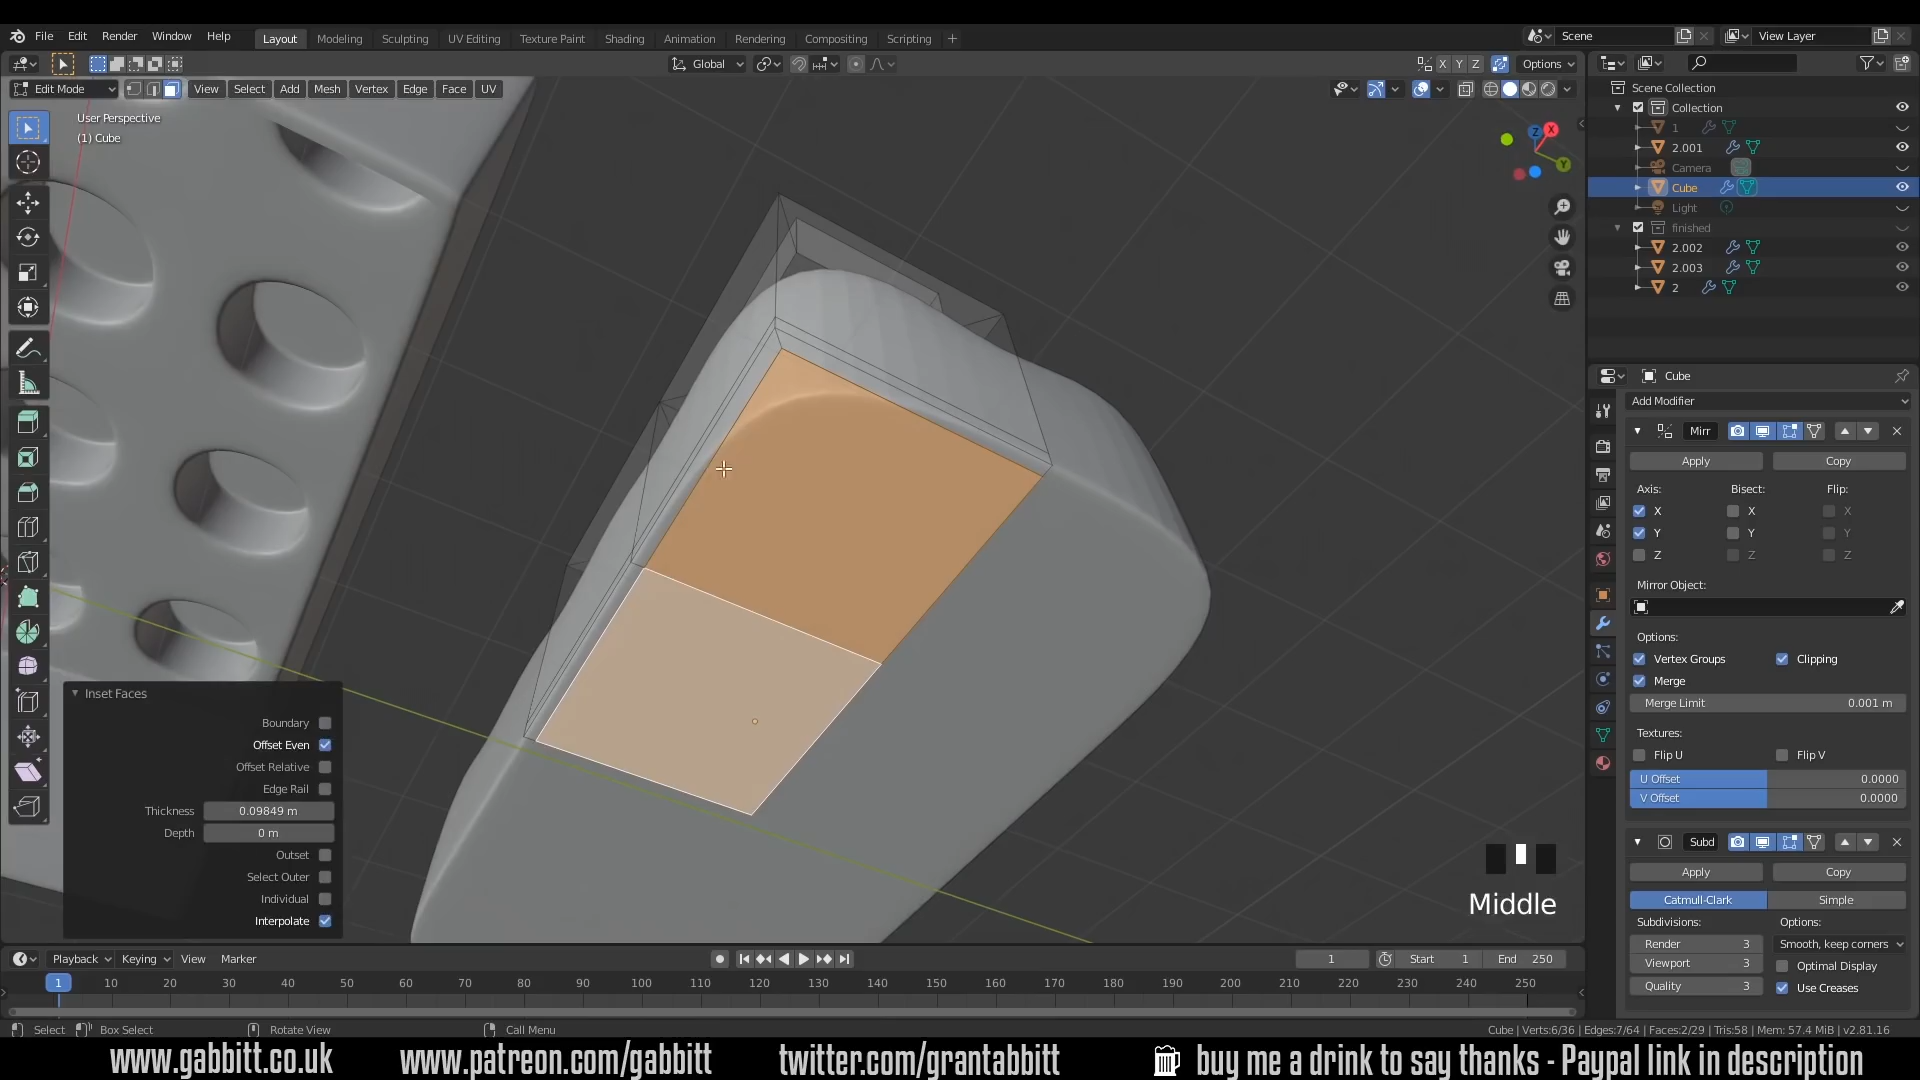 File Edit Render Window Help Layout Modeling Sculpting UV Editing Texture Paint Shading Animation Rendering Compositing Scripting + Scene View Layer
Global X Y Z Options
Edit Mode View Select Add Mesh Vertex Edge Face UV
User Perspective
(1) Cube
Z X Y
Scene Collection
Collection
1
2.001
Camera
Cube
Light
finished
2.002
2.003
2
Cube
Add Modifier
Mirr
Apply Copy
Axis: Bisect: Flip:
X X X
Y Y Y
Z Z Z
Mirror Object:
Options:
Vertex Groups Clipping
Merge
Merge Limit 0.001 m
Textures:
Flip U Flip V
U Offset 0.0000
V Offset 0.0000
Subd
Apply Copy
Catmull-Clark Simple
Subdivisions: Options:
Render 3 Smooth, keep corners
Viewport 3 Optimal Display
Quality 3 Use Creases
Inset Faces
Boundary
Offset Even
Offset Relative
Edge Rail
Thickness 0.09849 m
Depth 0 m
Outset
Select Outer
Individual
Interpolate
Middle
Playback Keying View Marker 1 Start 1 End 250
1 10 20 30 40 50 60 70 80 90 100 110 120 130 140 150 160 170 180 190 200 210 220 230 240 250
Select Box Select Rotate View Call Menu Cube | Verts:6/36 | Edges:7/64 | Faces:2/29 | Tris:58 | Mem: 57.4 MiB | v2.81.16
www.gabbitt.co.uk www.patreon.com/gabbitt twitter.com/grantabbitt buy me a drink to say thanks - Paypal link in description